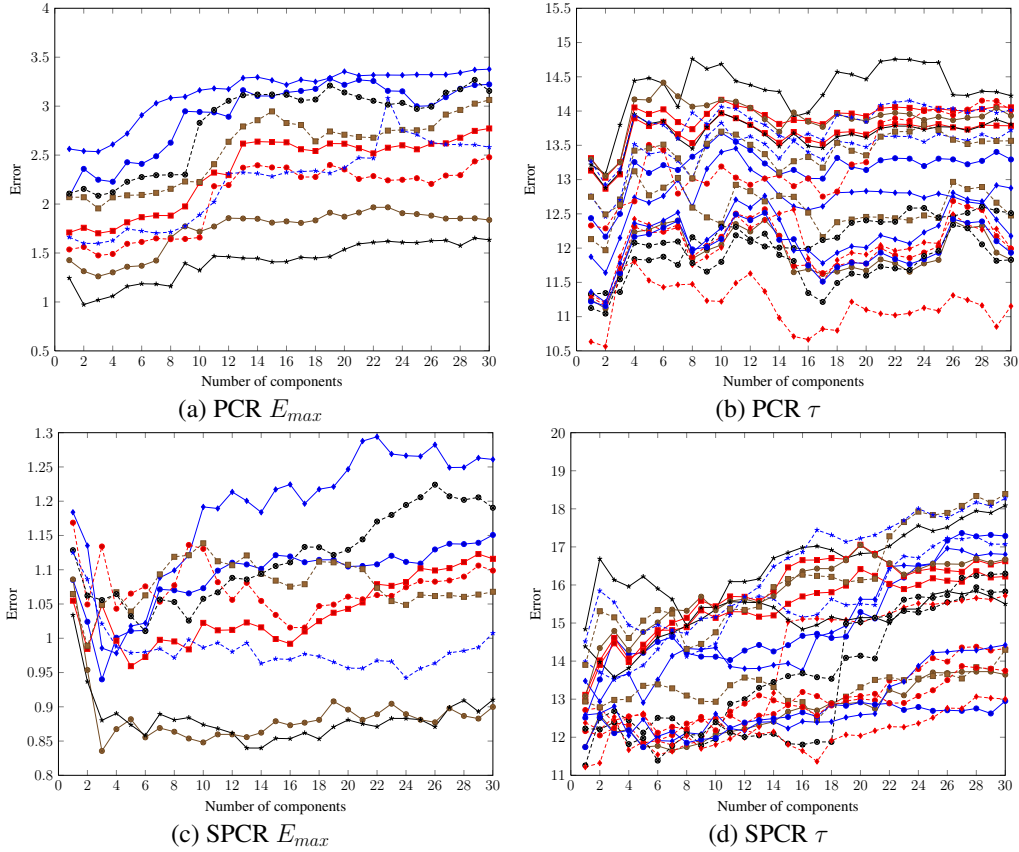 4
3.5
3
2.5
2
1.5
1
0.5
Error
0 2 4 6 8 10 12 14 16 18 20 22 24 26 28 30
Number of components
(a) PCR E_max
15.5
15
14.5
14
13.5
13
12.5
12
11.5
11
10.5
Error
0 2 4 6 8 10 12 14 16 18 20 22 24 26 28 30
Number of components
(b) PCR τ
1.3
1.25
1.2
1.15
1.1
1.05
1
0.95
0.9
0.85
0.8
Error
0 2 4 6 8 10 12 14 16 18 20 22 24 26 28 30
Number of components
(c) SPCR E_max
20
19
18
17
16
15
14
13
12
11
Error
0 2 4 6 8 10 12 14 16 18 20 22 24 26 28 30
Number of components
(d) SPCR τ